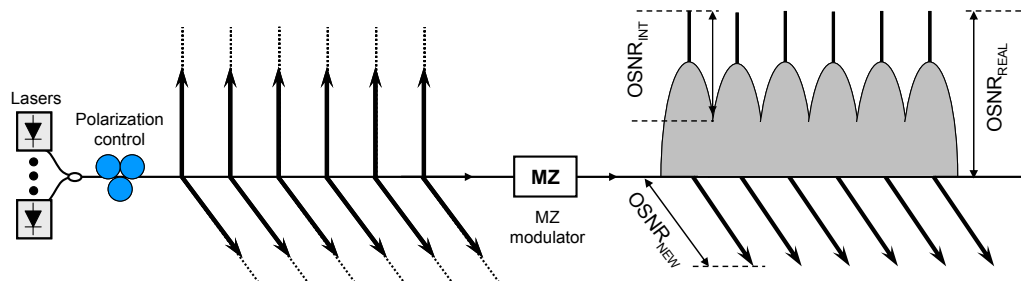 Lasers
Polarization
control
MZ
MZ
modulator
OSNR_INT
OSNR_REAL
OSNR_NEW